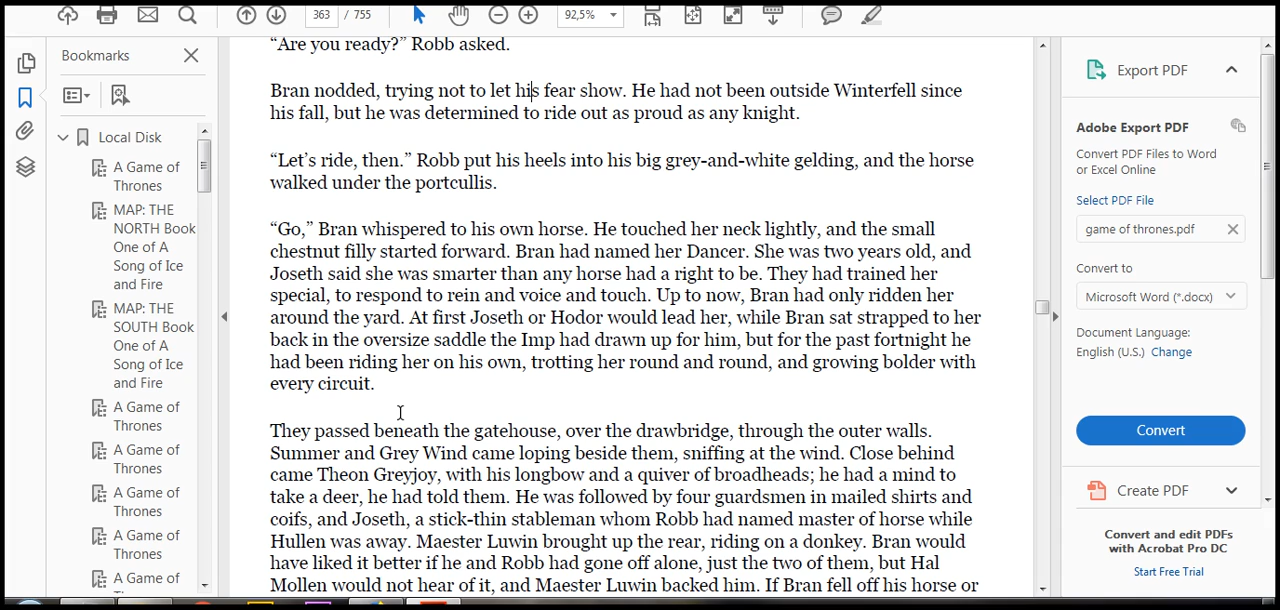 363 / 755
92,5%
Bookmarks
Local Disk
A Game of
Thrones
MAP: THE
NORTH Book
One of A
Song of Ice
and Fire
MAP: THE
SOUTH Book
One of A
Song of Ice
and Fire
A Game of
Thrones
A Game of
Thrones
A Game of
Thrones
A Game of
Thrones
A Game of
“Are you ready?” Robb asked.
Bran nodded, trying not to let his fear show. He had not been outside Winterfell since
his fall, but he was determined to ride out as proud as any knight.
“Let’s ride, then.” Robb put his heels into his big grey-and-white gelding, and the horse
walked under the portcullis.
“Go,” Bran whispered to his own horse. He touched her neck lightly, and the small
chestnut filly started forward. Bran had named her Dancer. She was two years old, and
Joseth said she was smarter than any horse had a right to be. They had trained her
special, to respond to rein and voice and touch. Up to now, Bran had only ridden her
around the yard. At first Joseth or Hodor would lead her, while Bran sat strapped to her
back in the oversize saddle the Imp had drawn up for him, but for the past fortnight he
had been riding her on his own, trotting her round and round, and growing bolder with
every circuit.
They passed beneath the gatehouse, over the drawbridge, through the outer walls.
Summer and Grey Wind came loping beside them, sniffing at the wind. Close behind
came Theon Greyjoy, with his longbow and a quiver of broadheads; he had a mind to
take a deer, he had told them. He was followed by four guardsmen in mailed shirts and
coifs, and Joseth, a stick-thin stableman whom Robb had named master of horse while
Hullen was away. Maester Luwin brought up the rear, riding on a donkey. Bran would
have liked it better if he and Robb had gone off alone, just the two of them, but Hal
Mollen would not hear of it, and Maester Luwin backed him. If Bran fell off his horse or
Export PDF
Adobe Export PDF
Convert PDF Files to Word
or Excel Online
Select PDF File
game of thrones.pdf
Convert to
Microsoft Word (*.docx)
Document Language:
English (U.S.) Change
Convert
Create PDF
Convert and edit PDFs
with Acrobat Pro DC
Start Free Trial